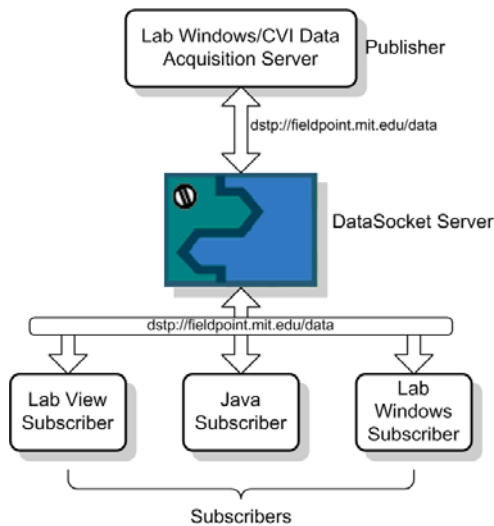 Lab Windows/CVI Data
Acquisition Server
Publisher
dstp://fieldpoint.mit.edu/data
DataSocket Server
dstp://fieldpoint.mit.edu/data
Lab View
Subscriber
Java
Subscriber
Lab
Windows
Subscriber
Subscribers